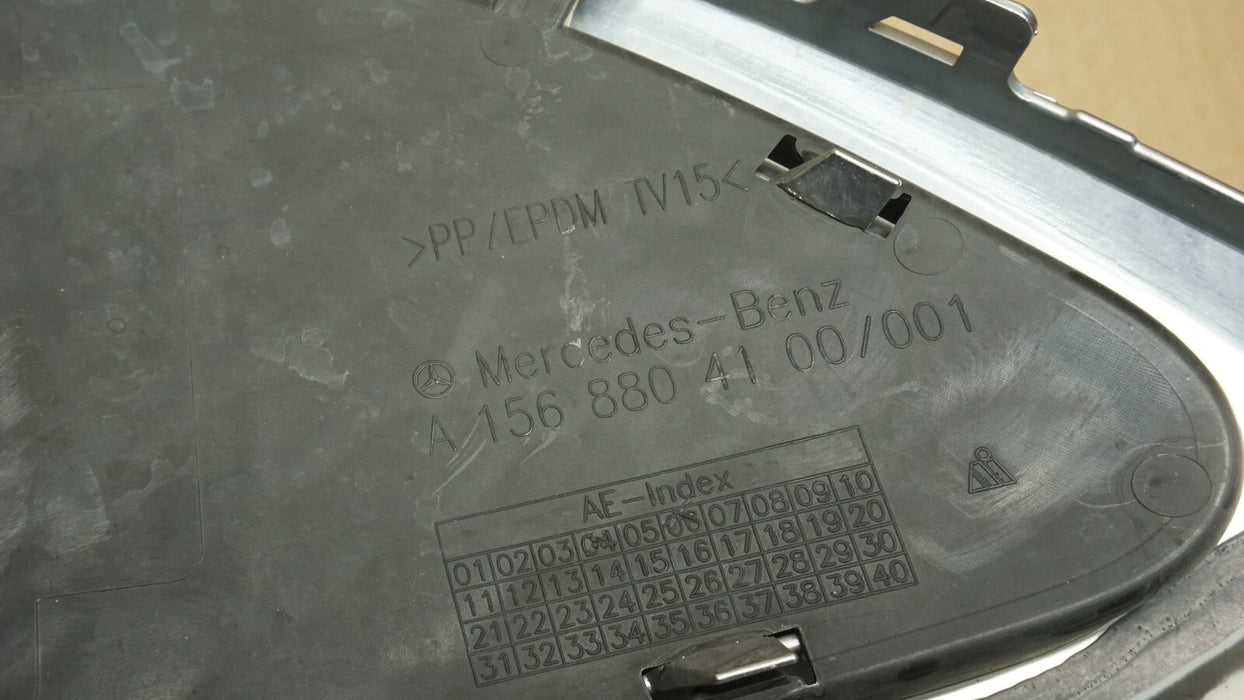 >PP/EPDM TV15<
Mercedes-Benz
A 156 880 41 00/001
AE-Index
01 02 03 04 05 06 07 08 09 10
11 12 13 14 15 16 17 18 19 20
21 22 23 24 25 26 27 28 29 30
31 32 33 34 35 36 37 38 39 40